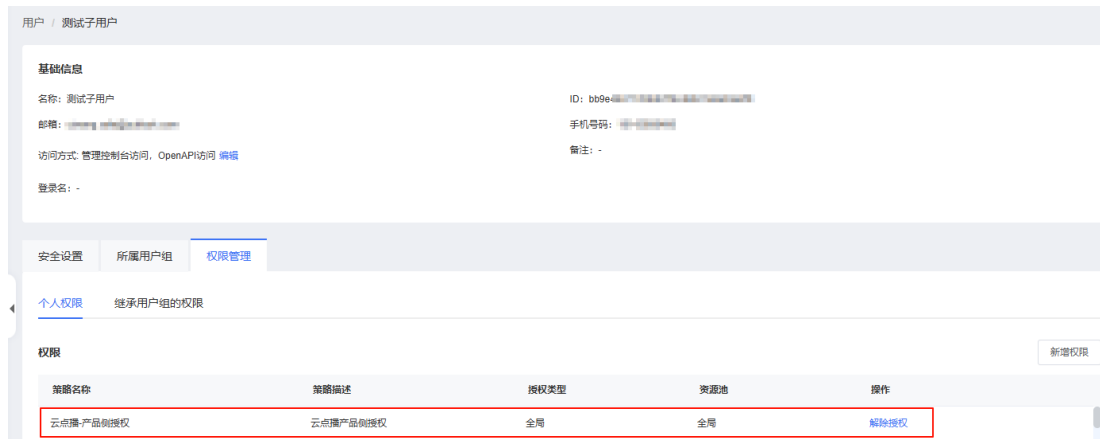 用户 / 测试子用户
基础信息
名称：测试子用户
ID：bb9e
邮箱：
手机号码：
访问方式: 管理控制台访问，OpenAPI访问 编辑
备注：-
登录名：-
安全设置 所属用户组 权限管理
个人权限 继承用户组的权限
权限
新增权限
策略名称 策略描述 授权类型 资源池 操作
云点播-产品侧授权 云点播产品侧授权 全局 全局 解除授权